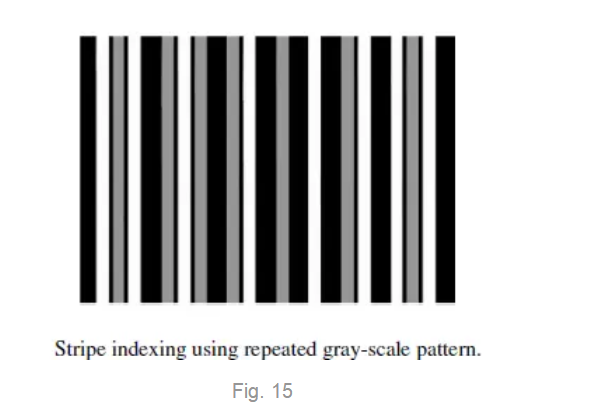 Stripe indexing using repeated gray-scale pattern.
Fig. 15